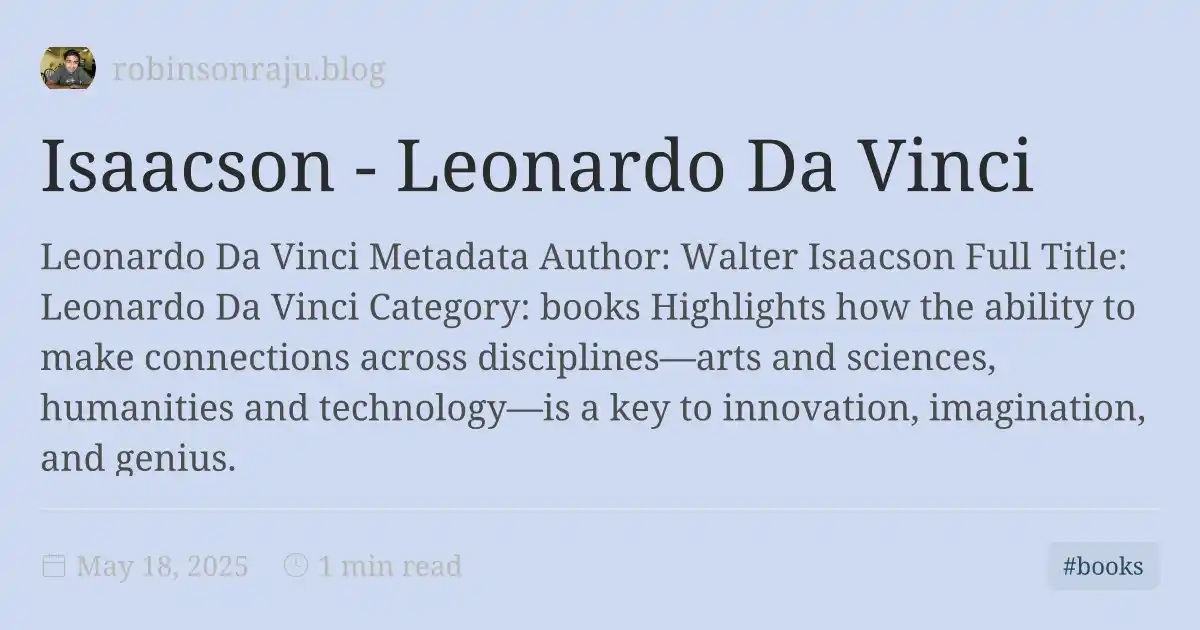 robinsonraju.blog
Isaacson - Leonardo Da Vinci
Leonardo Da Vinci Metadata Author: Walter Isaacson Full Title:
Leonardo Da Vinci Category: books Highlights how the ability to
make connections across disciplines—arts and sciences,
humanities and technology—is a key to innovation, imagination,
and genius.
May 18, 2025
1 min read
#books